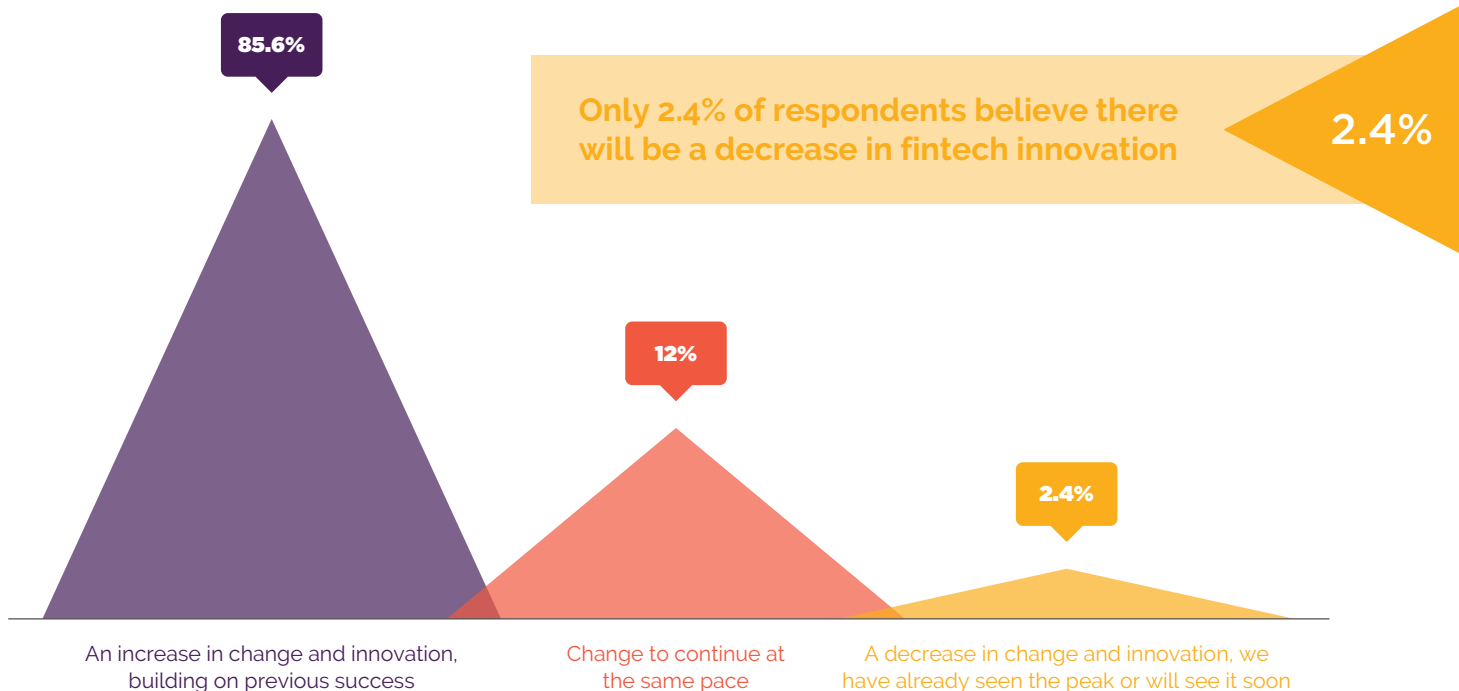 85.6%
Only 2.4% of respondents believe there
will be a decrease in fintech innovation
2.4%
12%
2.4%
An increase in change and innovation,
building on previous success
Change to continue at
the same pace
A decrease in change and innovation, we
have already seen the peak or will see it soon